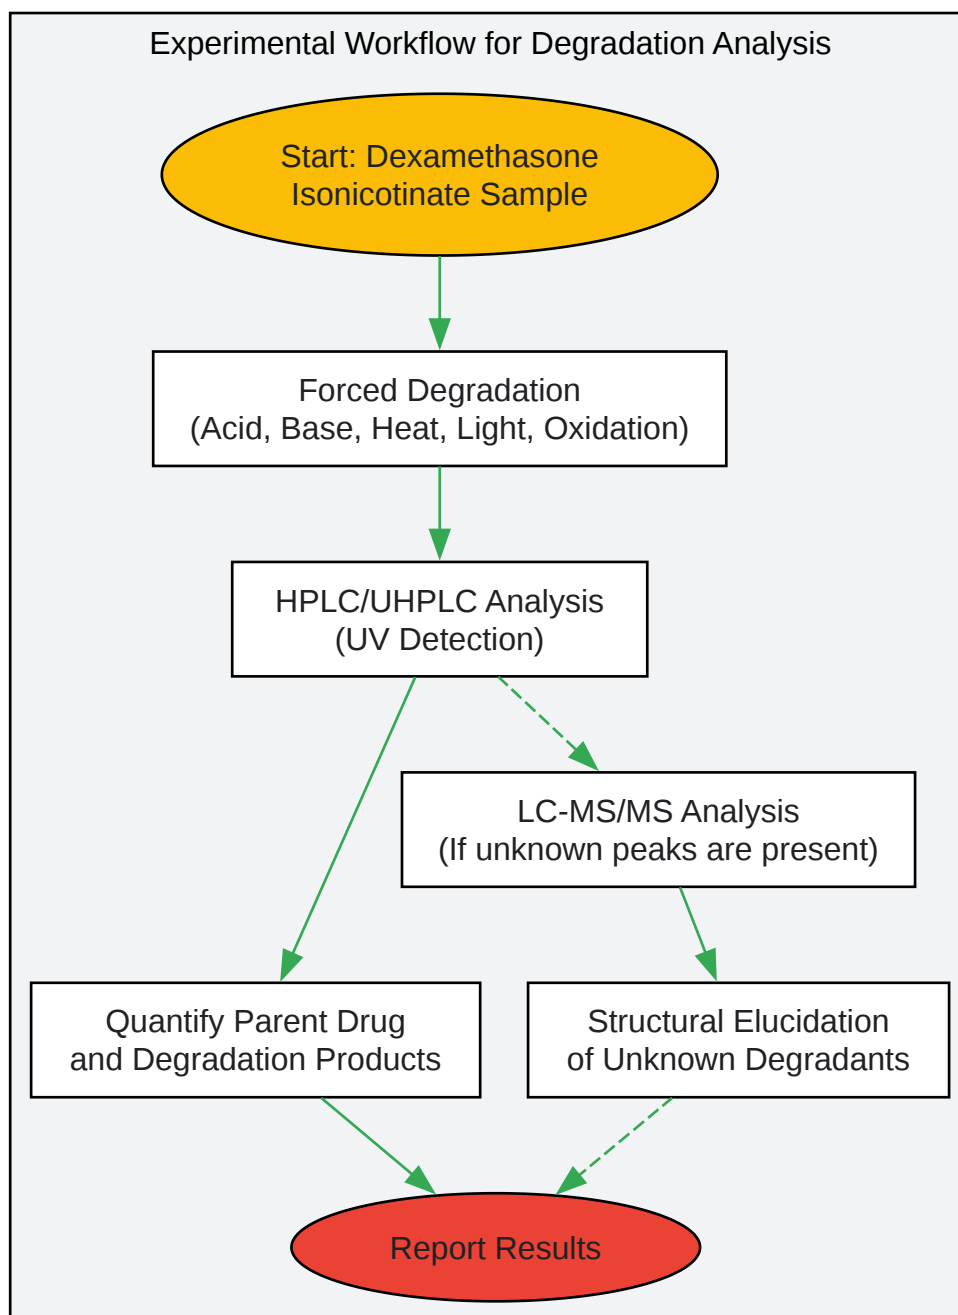 Experimental Workflow for Degradation Analysis
Start: Dexamethasone
Isonicotinate Sample
Forced Degradation
(Acid, Base, Heat, Light, Oxidation)
HPLC/UHPLC Analysis
(UV Detection)
LC-MS/MS Analysis
(If unknown peaks are present)
Quantify Parent Drug
and Degradation Products
Structural Elucidation
of Unknown Degradants
Report Results